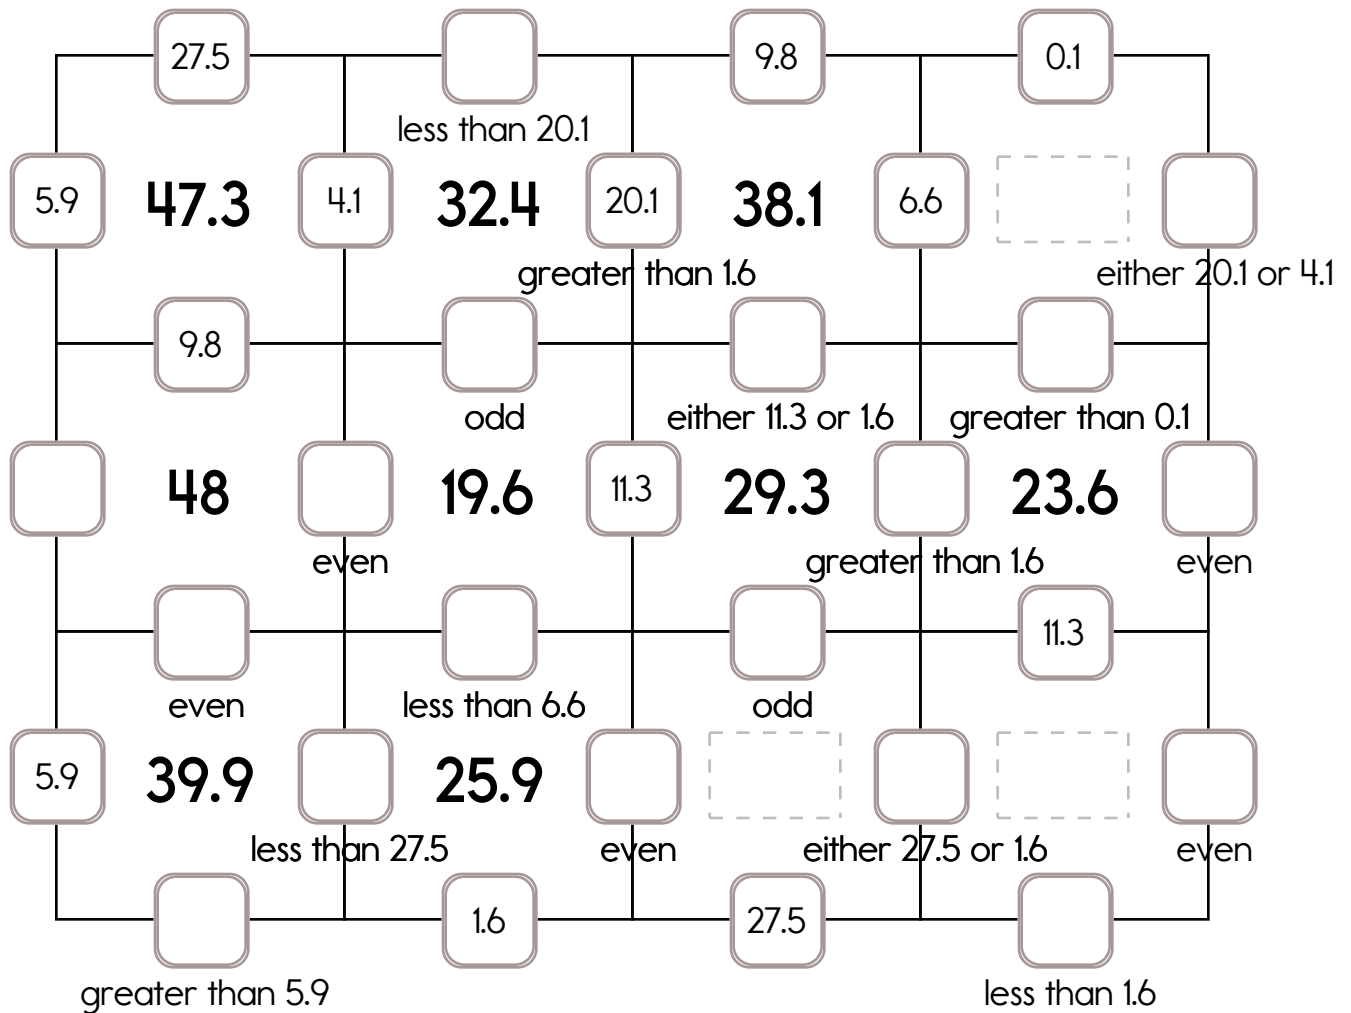 27.5 9.8 0.1
less than 20.1
5.9 47.3 4.1 32.4 20.1 38.1 6.6
greater than 1.6 either 20.1 or 4.1
9.8
odd either 11.3 or 1.6 greater than 0.1
48 19.6 11.3 29.3 23.6
even greater than 1.6 even
11.3
even less than 6.6 odd
5.9 39.9 25.9
less than 27.5 even either 27.5 or 1.6 even
1.6 27.5
greater than 5.9 less than 1.6